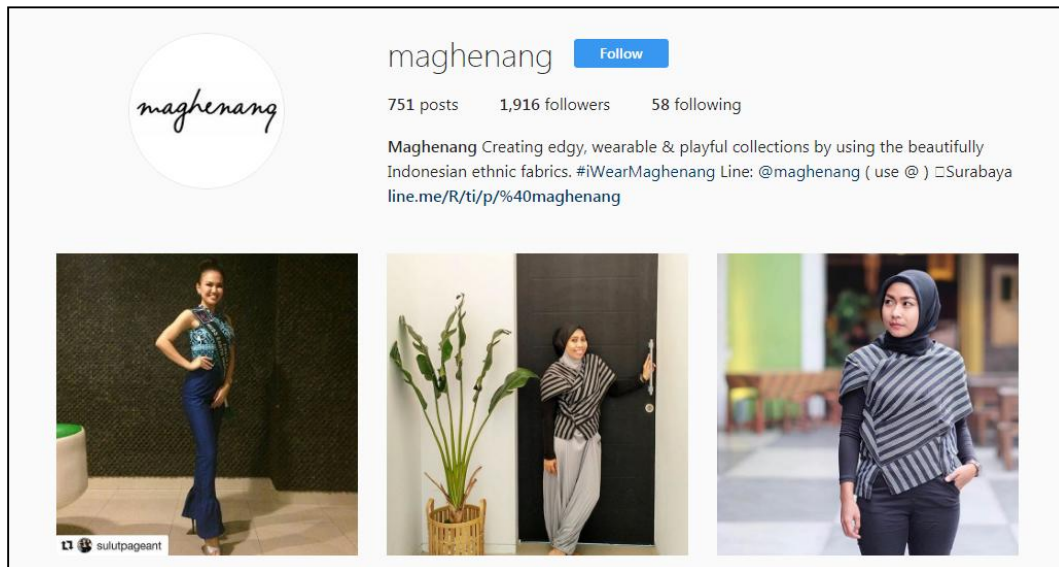 maghenang
maghenang Follow
751 posts 1,916 followers 58 following
Maghenang Creating edgy, wearable & playful collections by using the beautifully
Indonesian ethnic fabrics. #iWearMaghenang Line: @maghenang ( use @ ) □Surabaya
line.me/R/ti/p/%40maghenang
sulutpageant